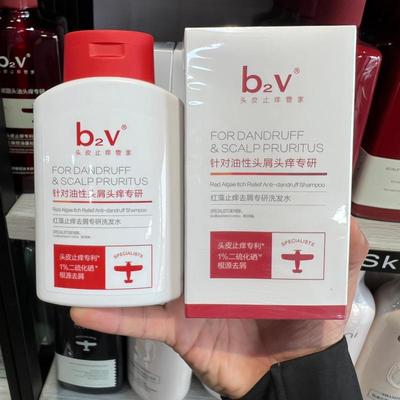 b2v®
头皮止痒管家
FOR DANDRUFF
& SCALP PRURITUS
针对油性头屑头痒专研
Red Algae Itch Relief Anti-dandruff Shampoo
红藻止痒去屑专研洗发水
头皮止痒专利*
1%二硫化硒*
根源去屑
SPECIALISTS
b2v®
头皮止痒管家
FOR DANDRUFF
& SCALP PRURITUS
针对油性头屑头痒专研
Red Algae Itch Relief Anti-dandruff Shampoo
红藻止痒去屑专研洗发水
头皮止痒专利*
1%二硫化硒*
根源去屑
SPECIALISTS
Sk